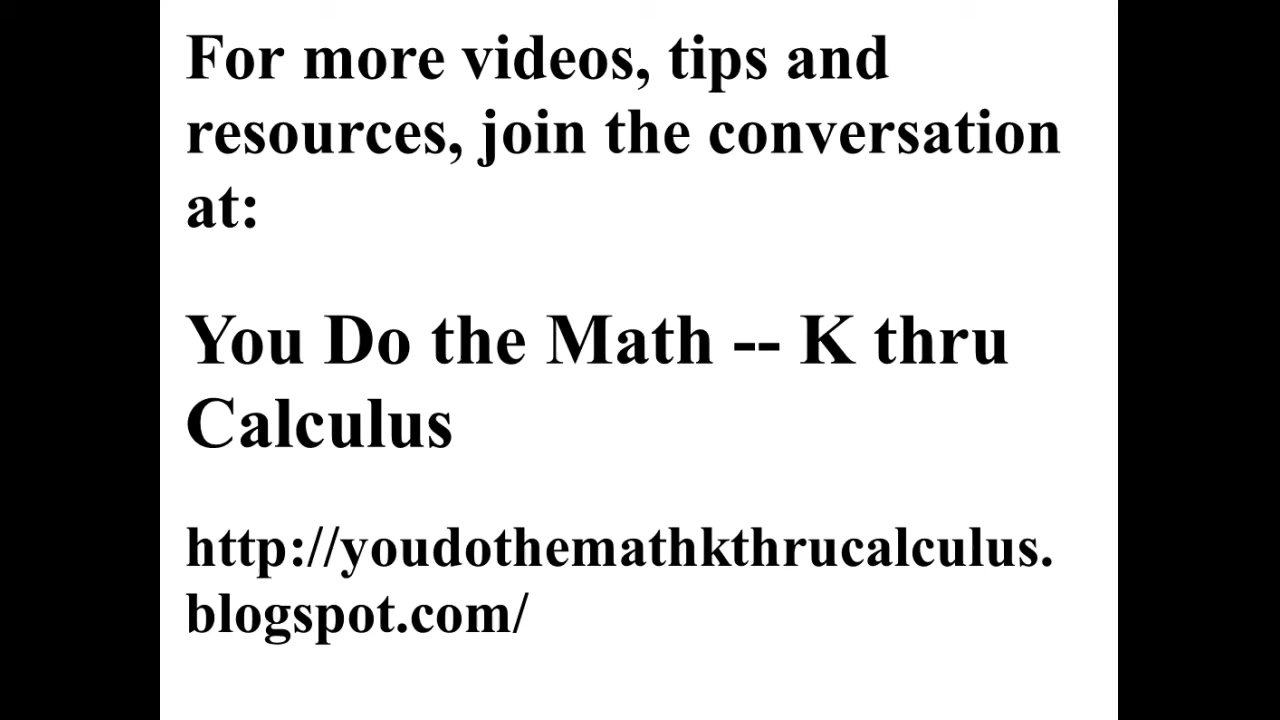 For more videos, tips and
resources, join the conversation
at:
You Do the Math -- K thru
Calculus
http://youdothemathkthrucalculus.
blogspot.com/